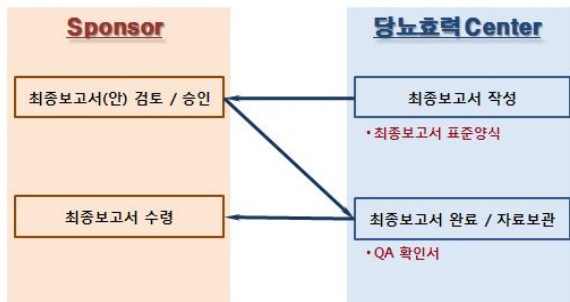 Sponsor
당뇨효력Center
최종보고서(안) 검토 / 승인
최종보고서 작성
• 최종보고서 표준양식
최종보고서 수령
최종보고서 완료 / 자료보관
• QA 확인서